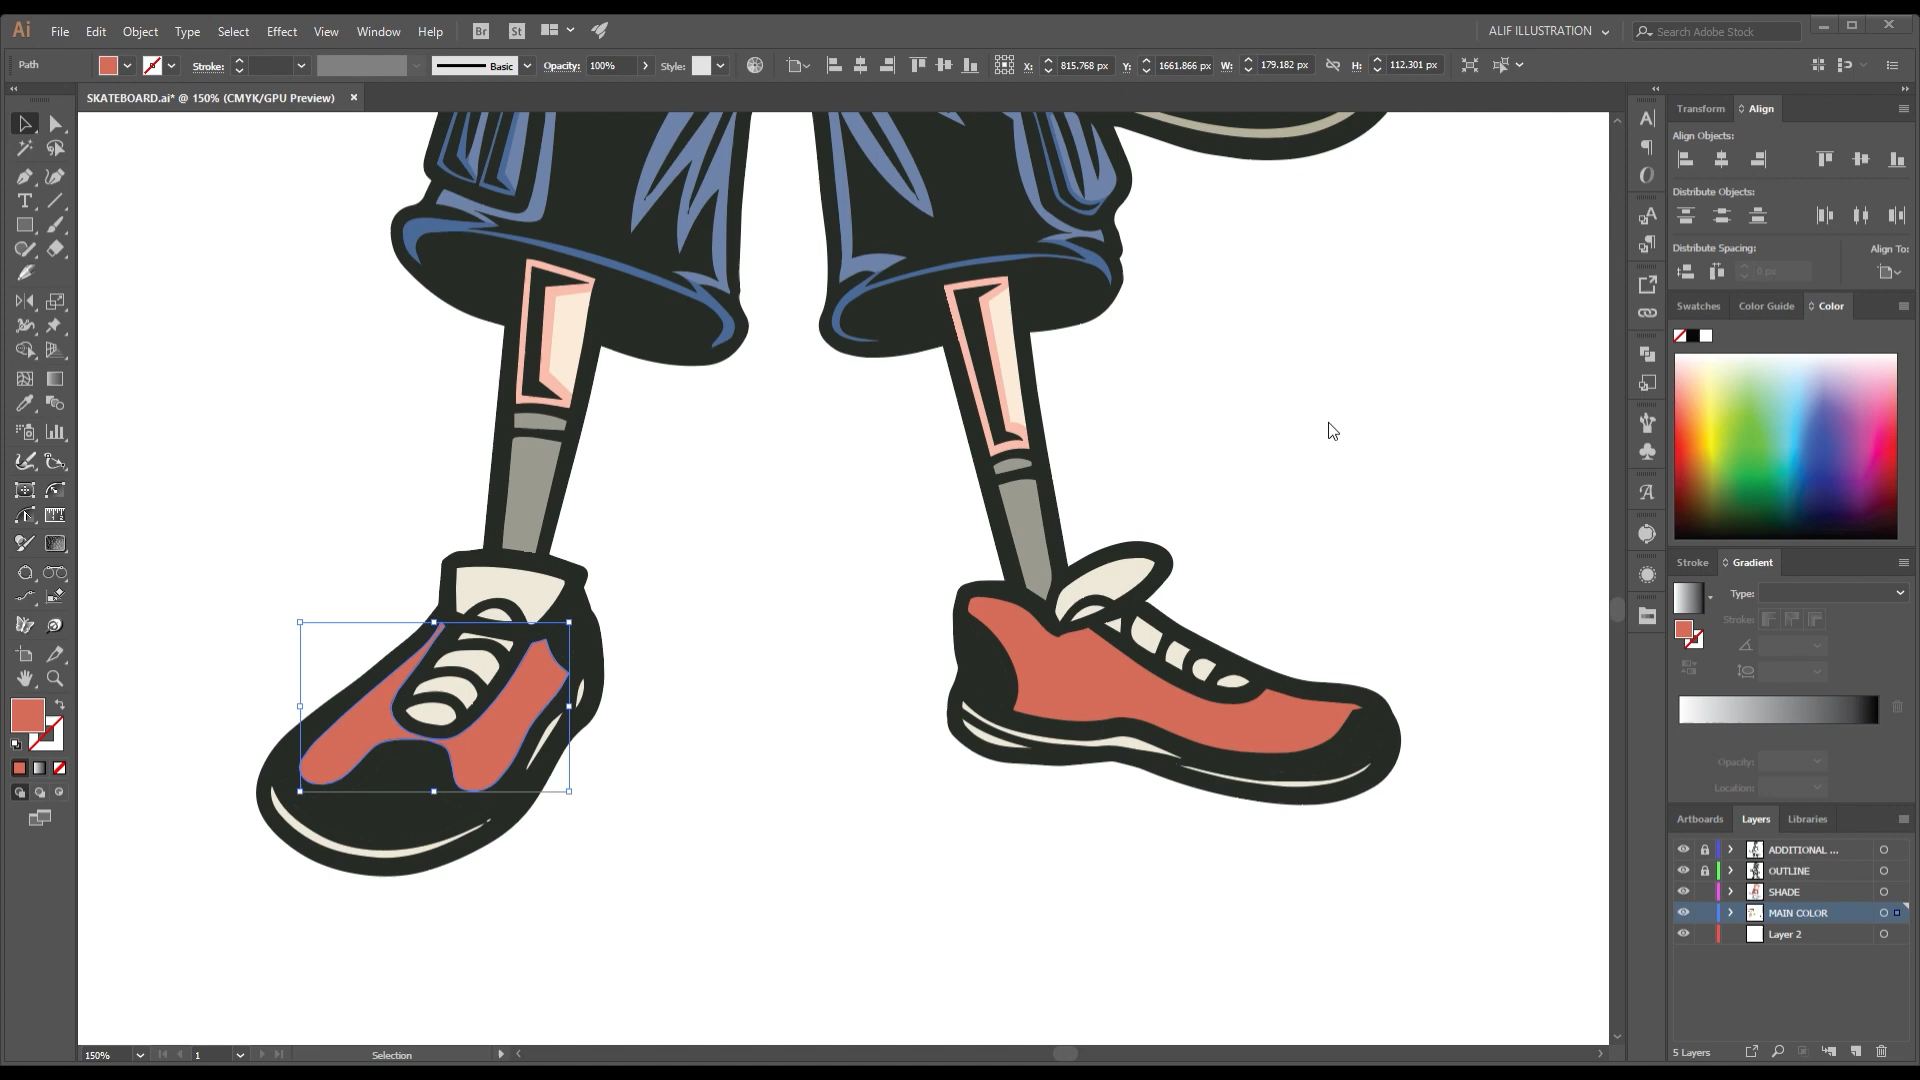 Ai File Edit Object Type Select Effect View Window Help Br St ALIF ILLUSTRATION Search Adobe Stock
Path Stroke: Basic Opacity: 100% Style: X: 815.768 px Y: 1661.866 px W: 179.182 px H: 112.301 px
SKATEBOARD.ai* @ 150% (CMYK/GPU Preview) ×
Transform Align
Align Objects:
Distribute Objects:
Distribute Spacing: Align To:
0 px
Swatches Color Guide Color
Stroke Gradient
Type:
Stroke:
Opacity:
Location:
Artboards Layers Libraries
ADDITIONAL ...
OUTLINE
SHADE
MAIN COLOR
Layer 2
5 Layers
150% 1 Selection